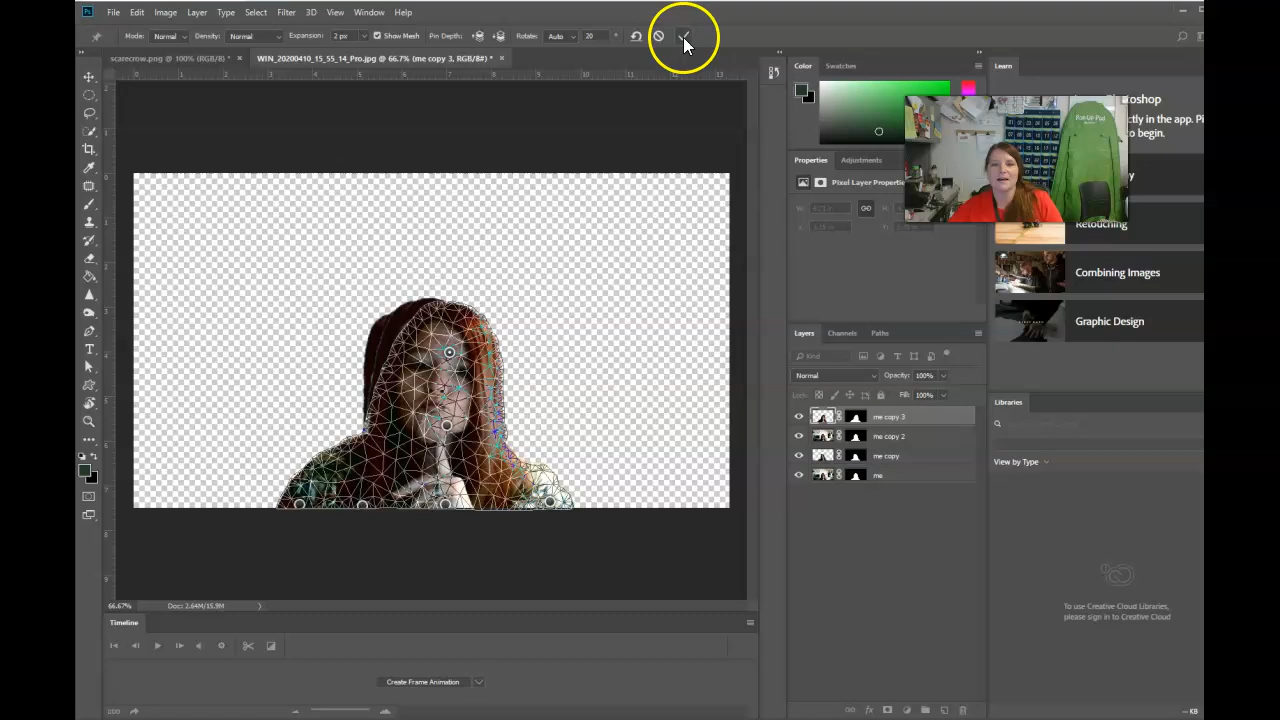 Ps File Edit Image Layer Type Select Filter 3D View Window Help
Mode: Normal Density: Normal Expansion: 2 px Show Mesh Pin Depth: Rotate: Auto 20 °
scarecrow.png @ 100% (RGB/8) * × WIN_20200410_15_55_14_Pro.jpg @ 66.7% (me copy 3, RGB/8#) * ×
Color Swatches
Learn
Photoshop
ctly in the app. Pi
to begin.
Properties Adjustments
Pixel Layer Propertie
Retouching
Combining Images
Graphic Design
Layers Channels Paths
Kind
Normal Opacity: 100%
Lock: Fill: 100%
me copy 3
me copy 2
me copy
me
Libraries
View by Type
To use Creative Cloud Libraries,
please sign in to Creative Cloud
66.67% Doc: 2.64M/15.9M
Timeline
Create Frame Animation
-- KB